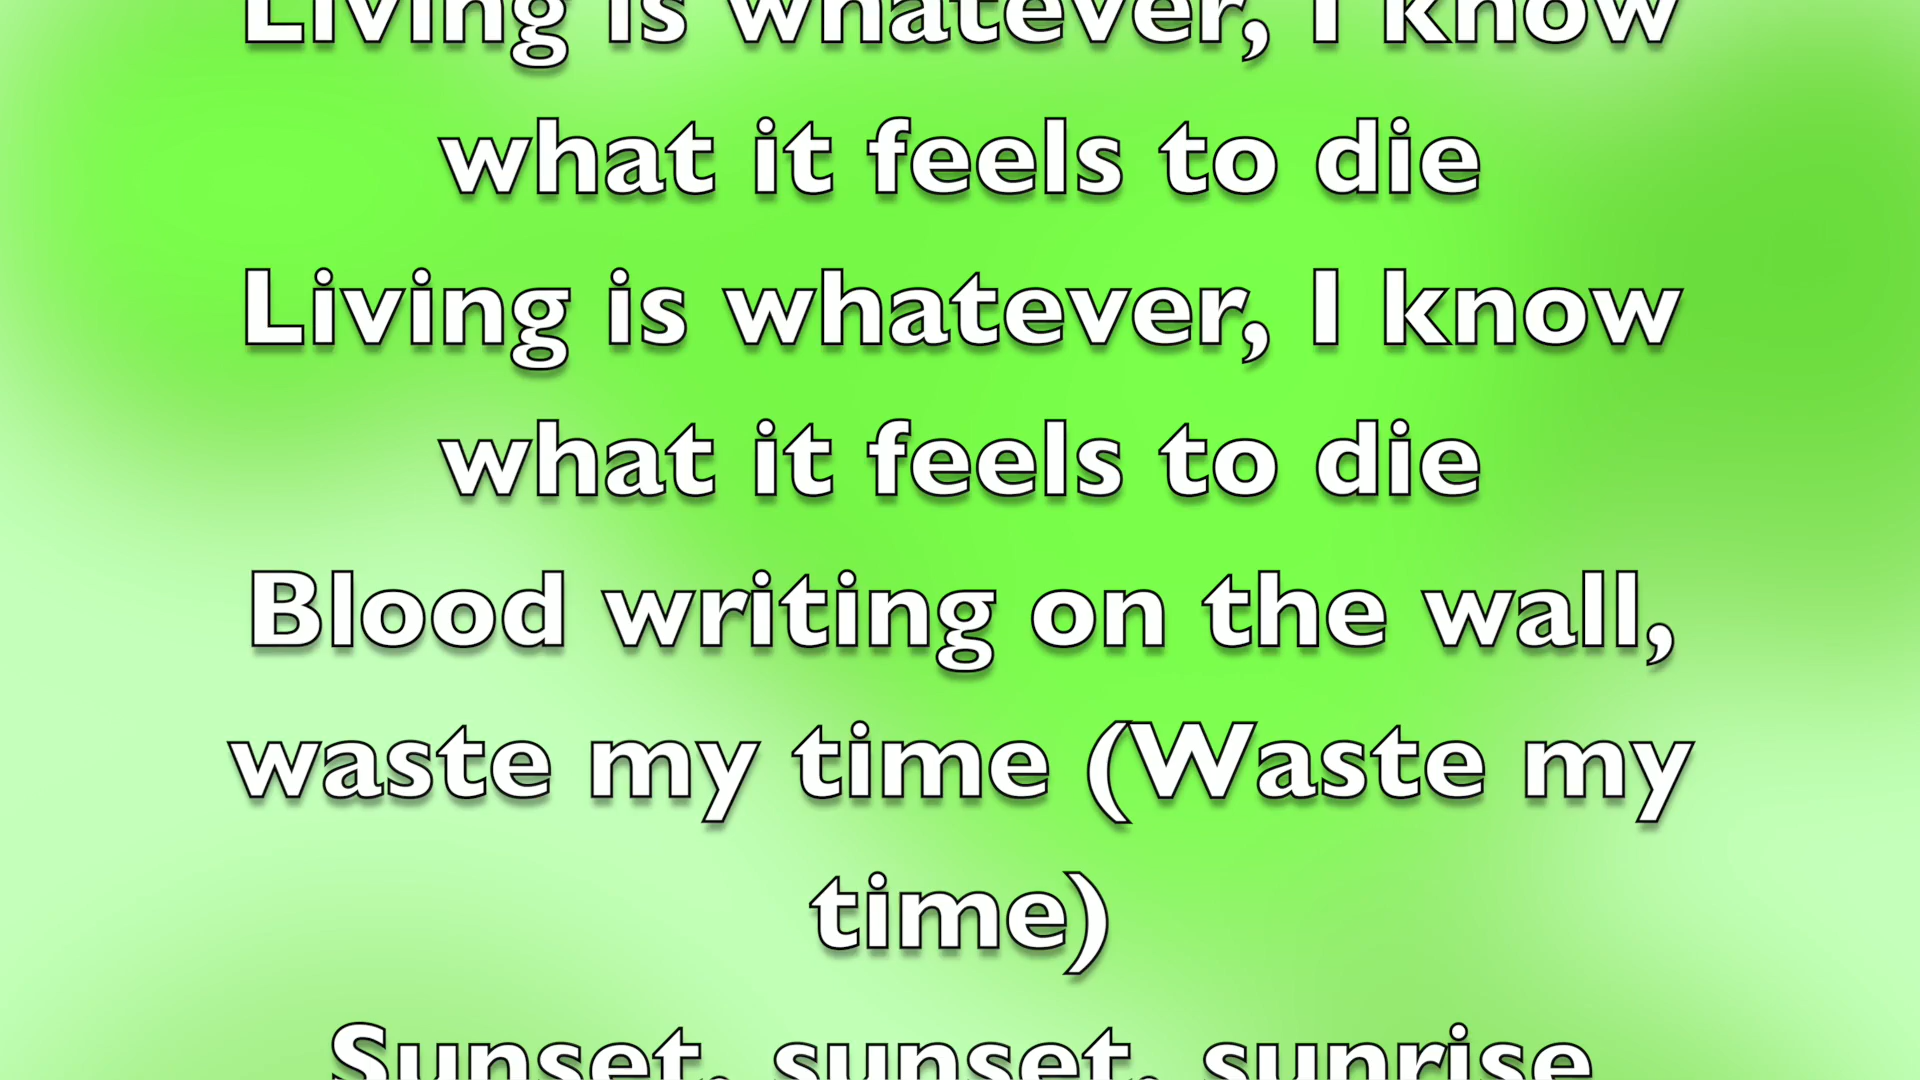 Living is whatever, I know
what it feels to die
Living is whatever, I know
what it feels to die
Blood writing on the wall,
waste my time (Waste my
time)
Sunset, sunset, sunrise